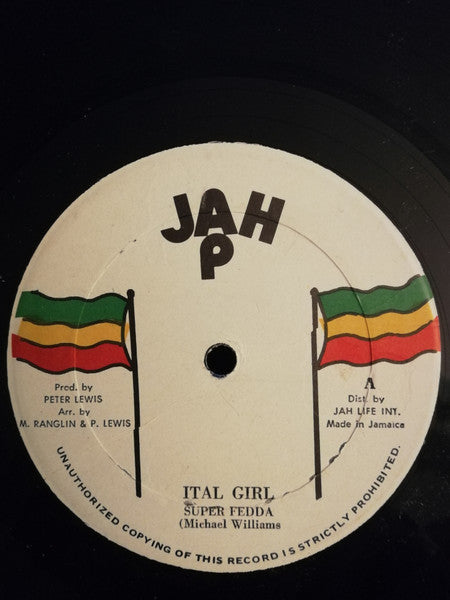 JAH
P
Prod. by
PETER LEWIS
Arr. by
M. RANGLIN & P. LEWIS
A
Dist. by
JAH LIFE INT.
Made in Jamaica
ITAL GIRL
SUPER FEDDA
(Michael Williams
UNAUTHORIZED COPYING OF THIS RECORD IS STRICTLY PROHIBITED.